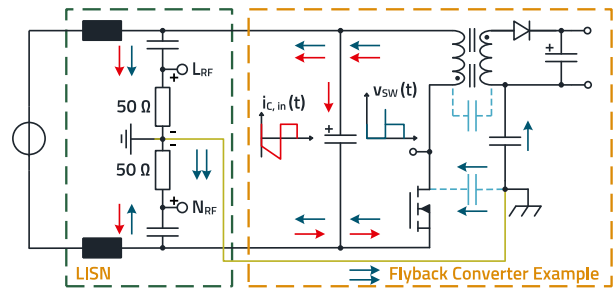 +
L_RF
50 Ω
-
-
50 Ω
+
N_RF
LISN
i_C, in(t)
+
v_SW(t)
+
Flyback Converter Example